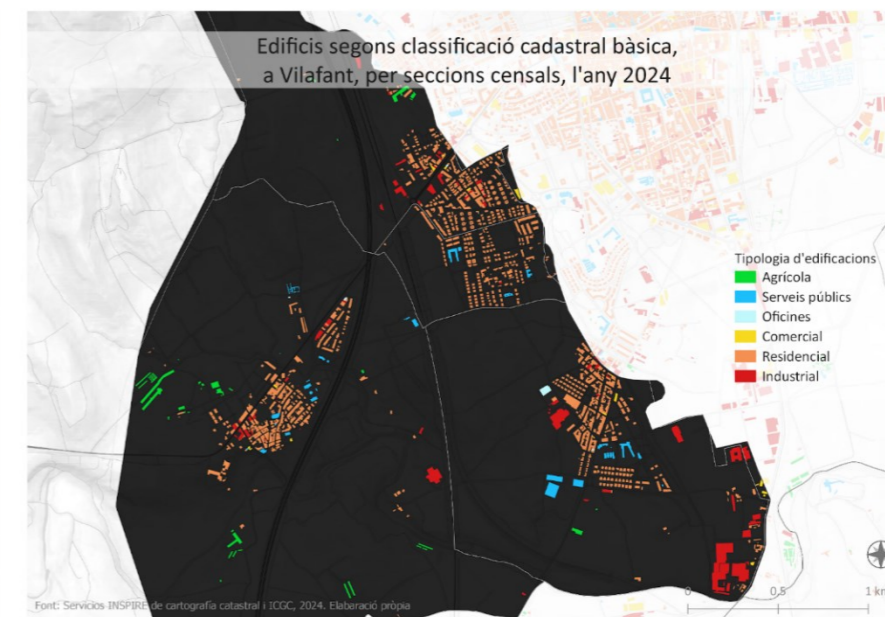 Edificis segons classificació cadastral bàsica,
a Vilafant, per seccions censals, l'any 2024
Tipologia d'edificacions
Agrícola
Serveis públics
Oficines
Comercial
Residencial
Industrial
0 0,5 1 km
Font: Servicios INSPIRE de cartografía catastral i ICGC, 2024. Elabaració pròpia